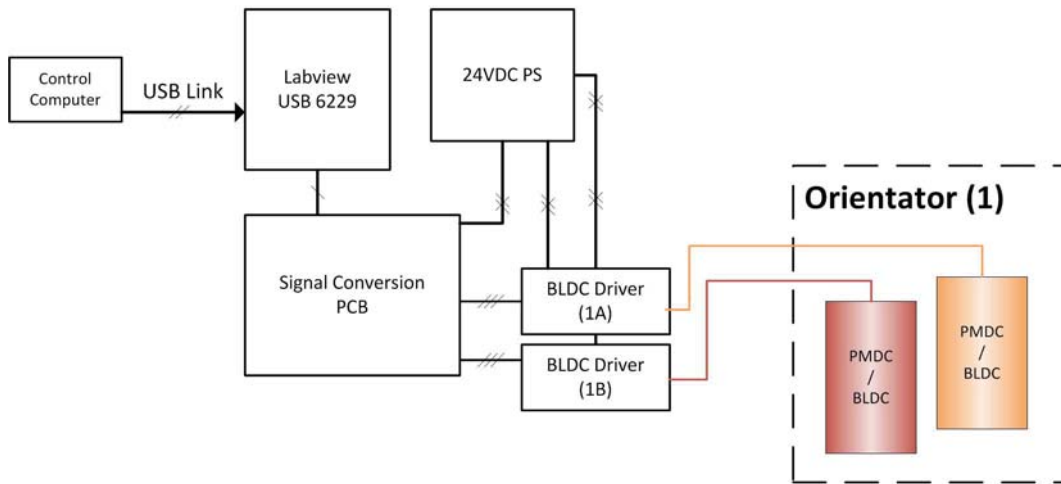 Control
Computer
USB Link
Labview
USB 6229
24VDC PS
Signal Conversion
PCB
BLDC Driver
(1A)
BLDC Driver
(1B)
Orientator (1)
PMDC
/
BLDC
PMDC
/
BLDC